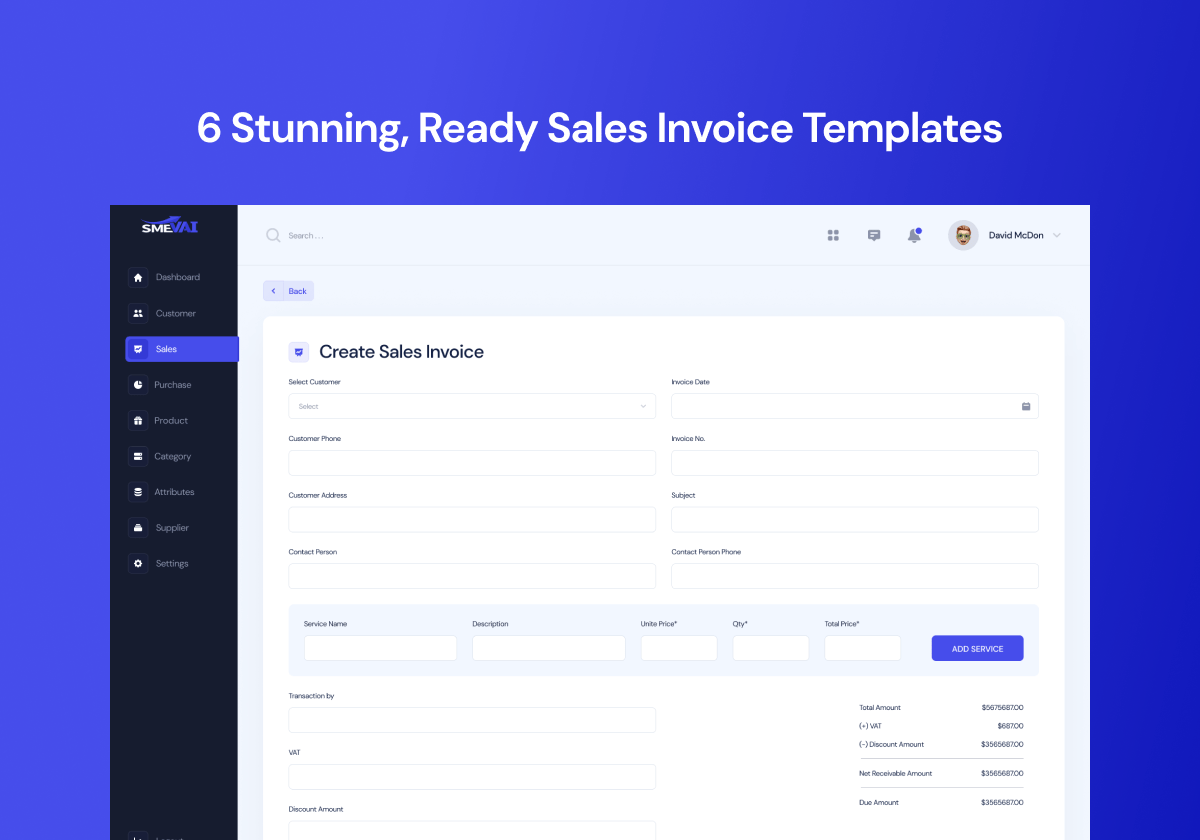 6 Stunning, Ready Sales Invoice Templates
SMEVAI
Search . . .
David McDon
Dashboard
Customer
Sales
Purchase
Product
Category
Attributes
Supplier
Settings
Logout
Back
Create Sales Invoice
Select Customer
Invoice Date
Select
Customer Phone
Invoice No.
Customer Address
Subject
Contact Person
Contact Person Phone
Service Name
Description
Unite Price*
Qty*
Total Price*
ADD SERVICE
Transaction by
VAT
Discount Amount
Total Amount $5675687.00
(+) VAT $687.00
(-) Discount Amount $3565687.00
Net Receivable Amount $3565687.00
Due Amount $3565687.00